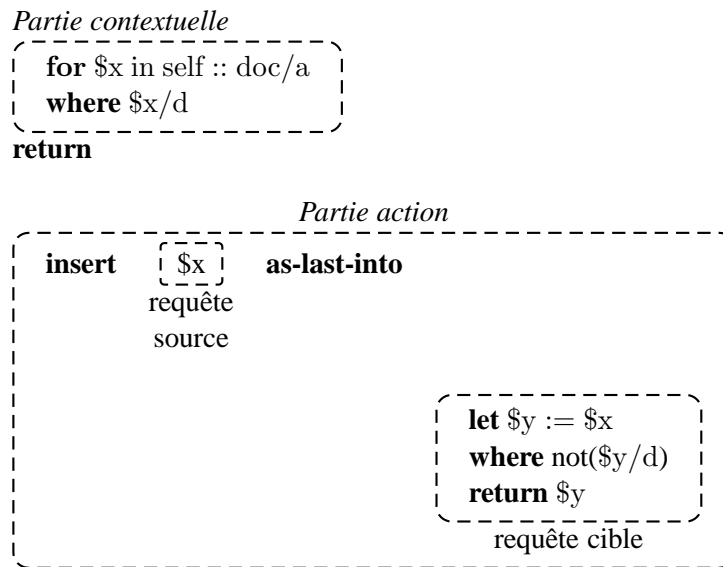 Partie contextuelle
for $x in self :: doc/a
where $x/d
return
Partie action
insert $x as-last-into
requête
source
let $y := $x
where not($y/d)
return $y
requête cible